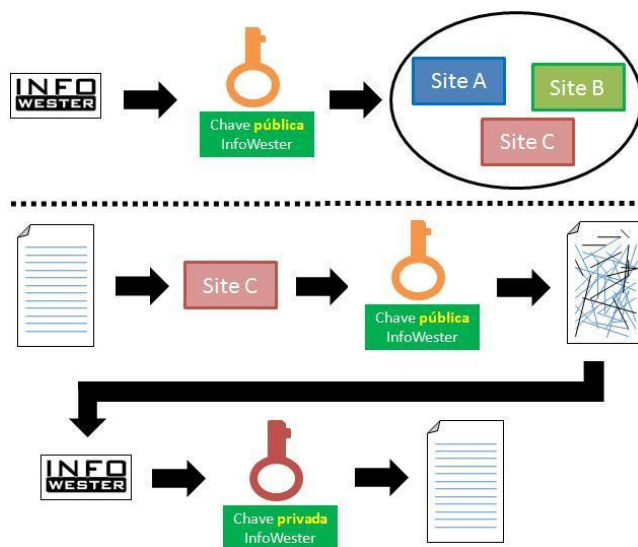 INFO
WESTER
Chave pública
InfoWester
Site A
Site B
Site C
Site C
Chave pública
InfoWester
INFO
WESTER
Chave privada
InfoWester